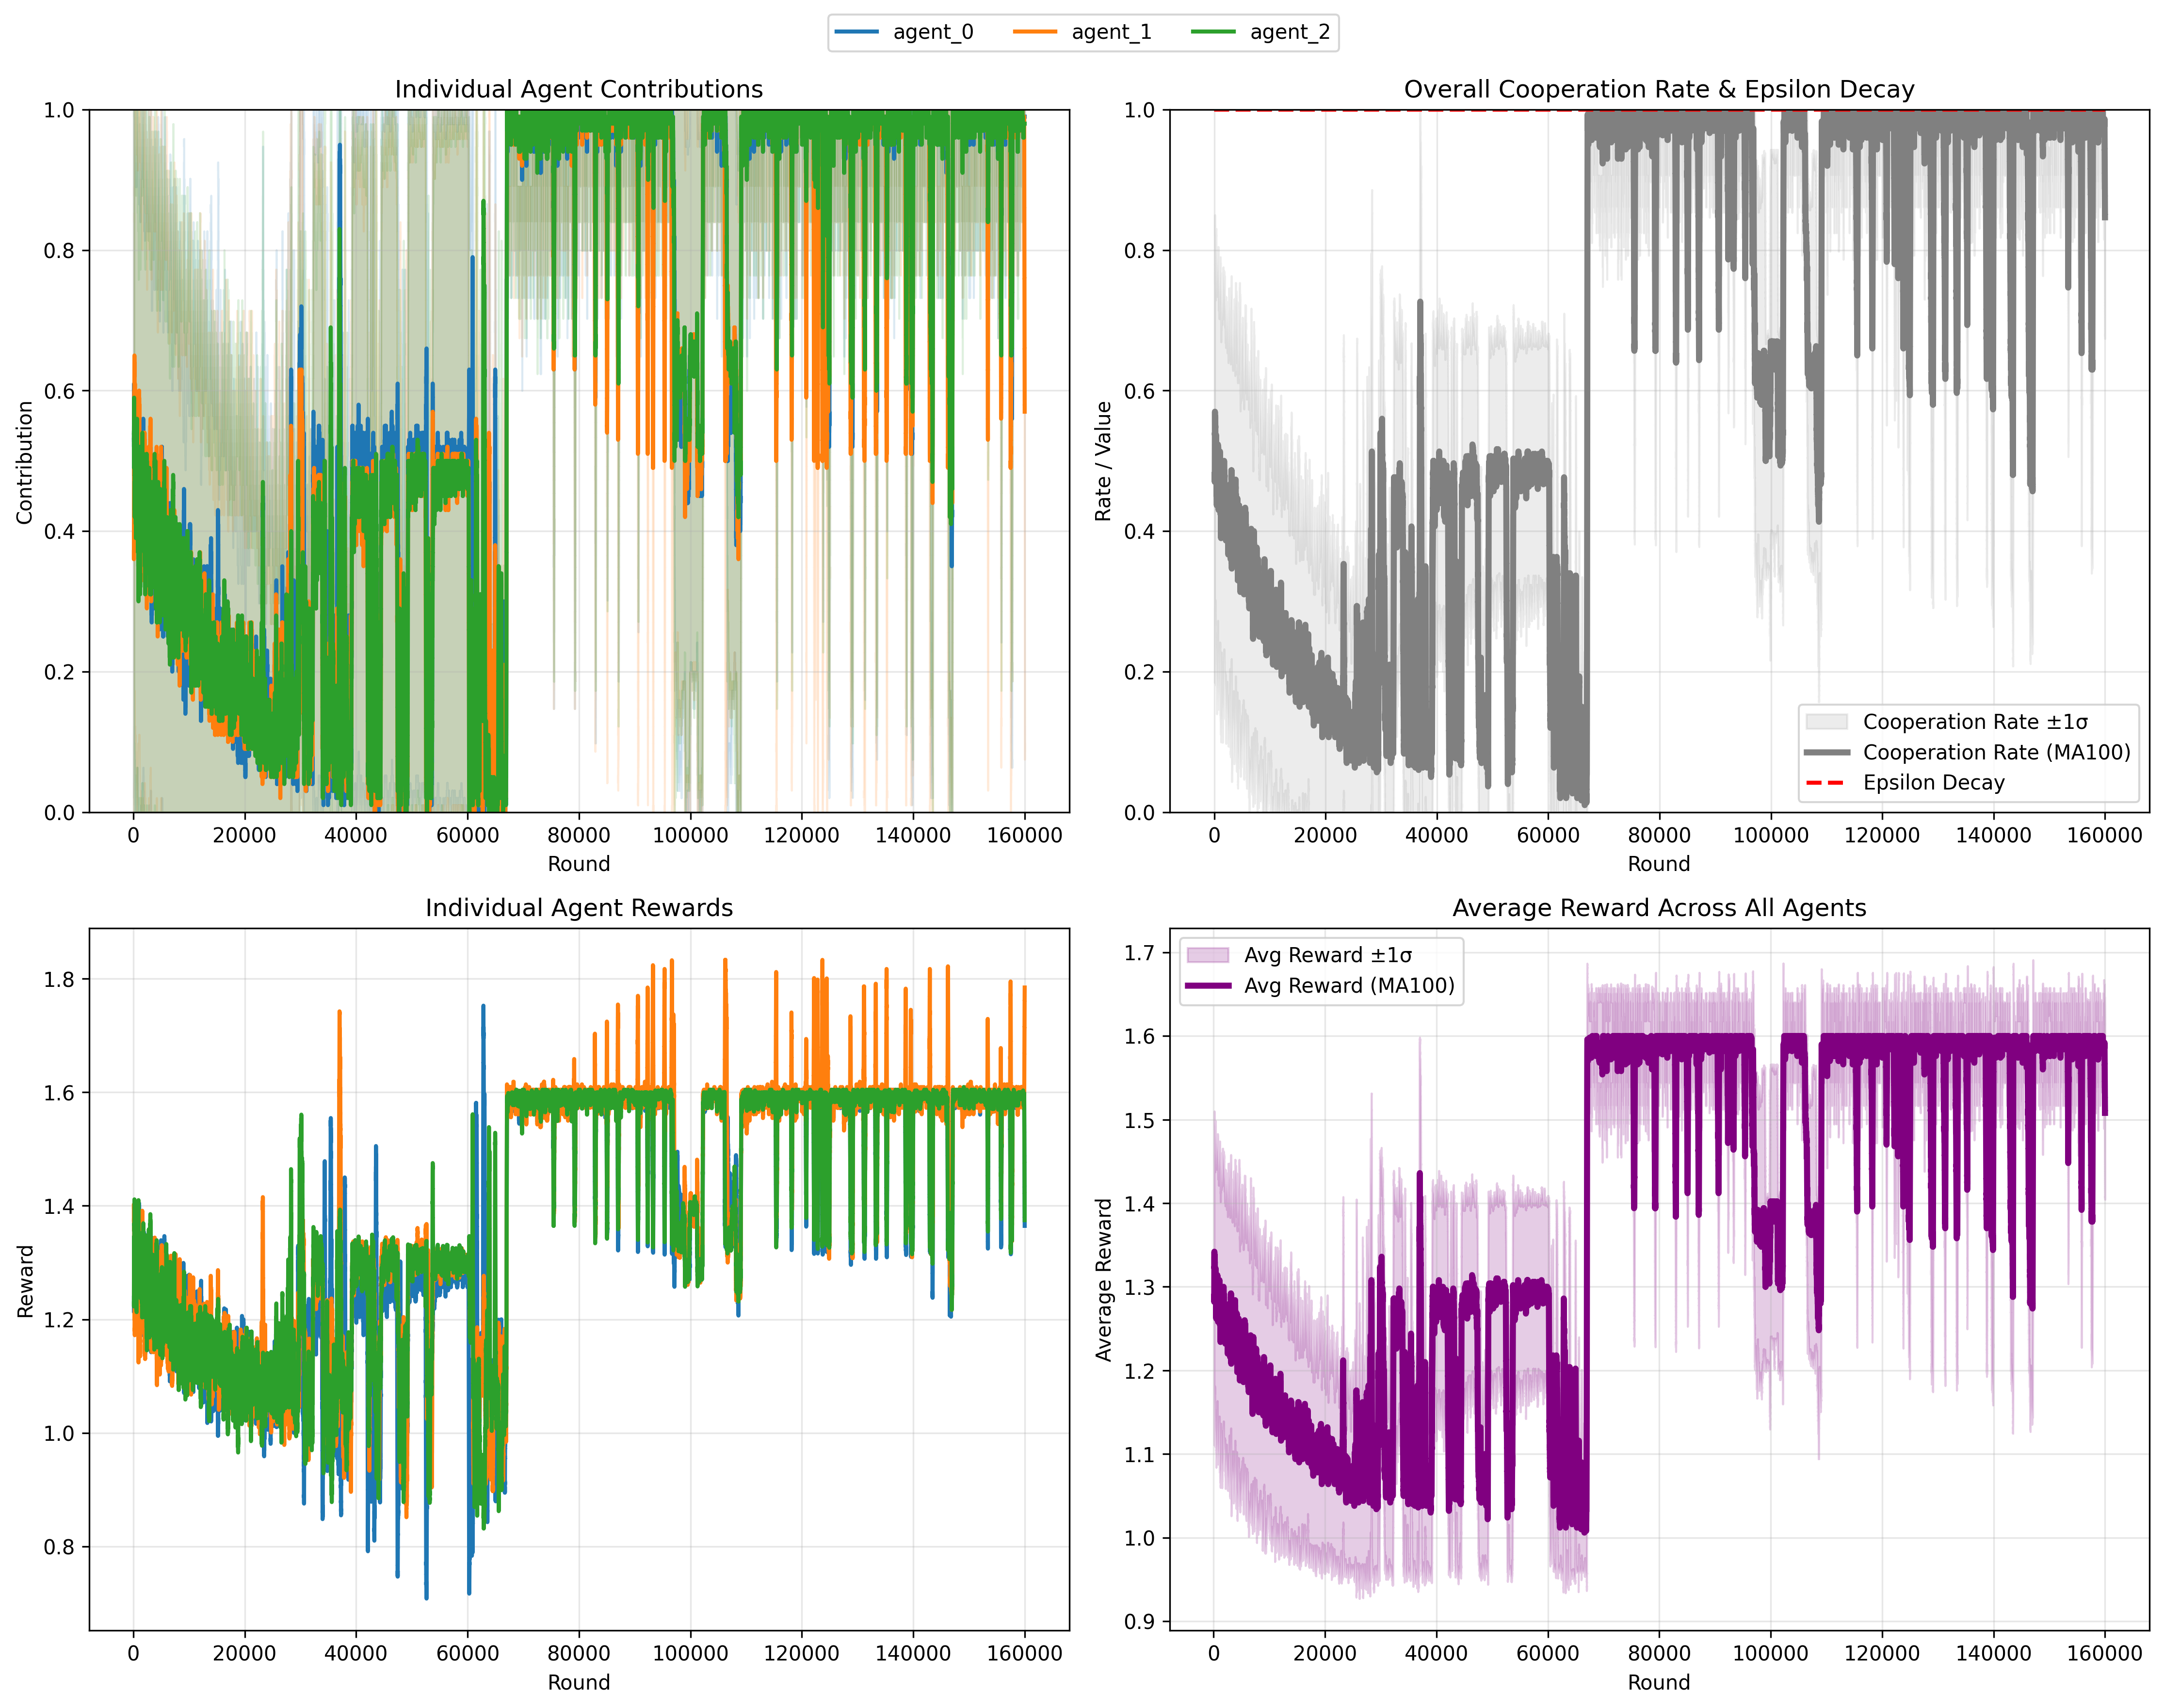 agent_0 agent_1 agent_2
Individual Agent Contributions
1.0
0.8
0.6
0.4
0.2
0.0
Contribution
0 20000 40000 60000 80000 100000 120000 140000 160000
Round
Overall Cooperation Rate & Epsilon Decay
1.0
0.8
0.6
0.4
0.2
0.0
Rate / Value
Cooperation Rate ±1σ
Cooperation Rate (MA100)
Epsilon Decay
0 20000 40000 60000 80000 100000 120000 140000 160000
Round
Individual Agent Rewards
1.8
1.6
1.4
1.2
1.0
0.8
Reward
0 20000 40000 60000 80000 100000 120000 140000 160000
Round
Average Reward Across All Agents
Avg Reward ±1σ
Avg Reward (MA100)
1.7
1.6
1.5
1.4
1.3
1.2
1.1
1.0
0.9
Average Reward
0 20000 40000 60000 80000 100000 120000 140000 160000
Round